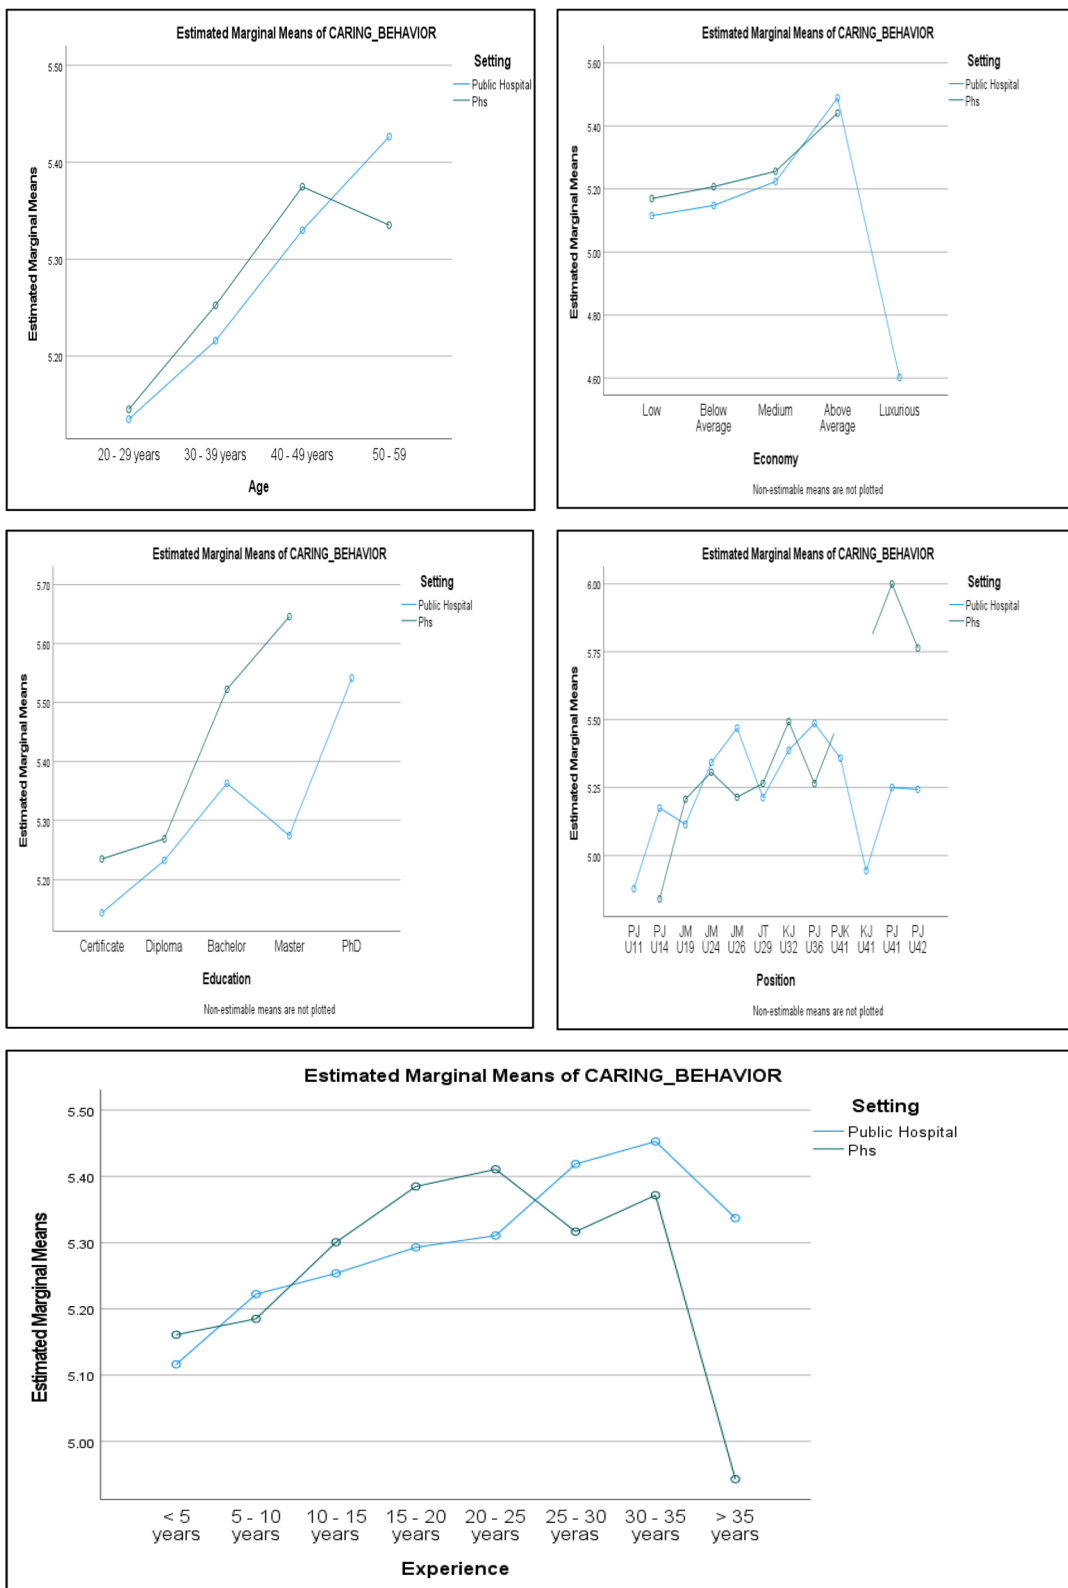 Estimated Marginal Means of CARING_BEHAVIOR
Setting
Public Hospital
Phs
Estimated Marginal Means
5.50
5.40
5.30
5.20
20 - 29 years
30 - 39 years
40 - 49 years
50 - 59
Age
Estimated Marginal Means of CARING_BEHAVIOR
Setting
Public Hospital
Phs
Estimated Marginal Means
5.60
5.40
5.20
5.00
4.80
4.60
Low
Below
Average
Medium
Above
Average
Luxurious
Economy
Non-estimable means are not plotted
Estimated Marginal Means of CARING_BEHAVIOR
Setting
Public Hospital
Phs
Estimated Marginal Means
5.70
5.60
5.50
5.40
5.30
5.20
Certificate
Diploma
Bachelor
Master
PhD
Education
Non-estimable means are not plotted
Estimated Marginal Means of CARING_BEHAVIOR
Setting
Public Hospital
Phs
Estimated Marginal Means
6.00
5.75
5.50
5.25
5.00
PJ
U11
PJ
U14
JM
U19
JM
U24
JM
U26
JT
U29
KJ
U32
PJ
U36
PJK
U41
KJ
U41
PJ
U41
PJ
U42
Position
Non-estimable means are not plotted
Estimated Marginal Means of CARING_BEHAVIOR
Setting
Public Hospital
Phs
Estimated Marginal Means
5.50
5.40
5.30
5.20
5.10
5.00
< 5
years
5 - 10
years
10 - 15
years
15 - 20
years
20 - 25
years
25 - 30
yeras
30 - 35
years
> 35
years
Experience